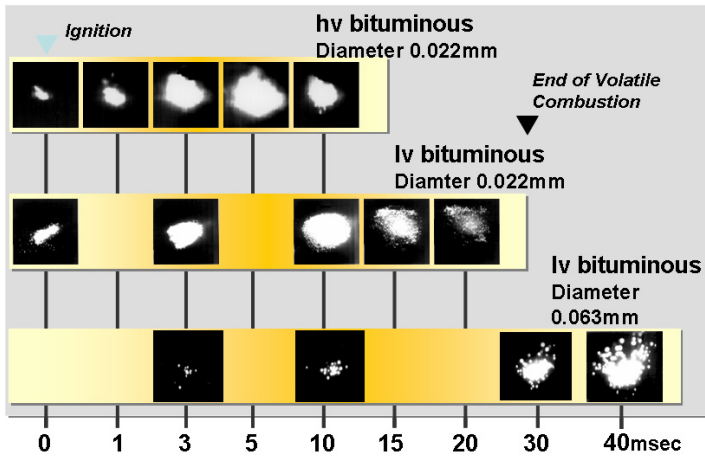 Ignition
hv bituminous
Diameter 0.022mm
End of Volatile
Combustion
lv bituminous
Diamter 0.022mm
lv bituminous
Diameter
0.063mm
0 1 3 5 10 15 20 30 40msec